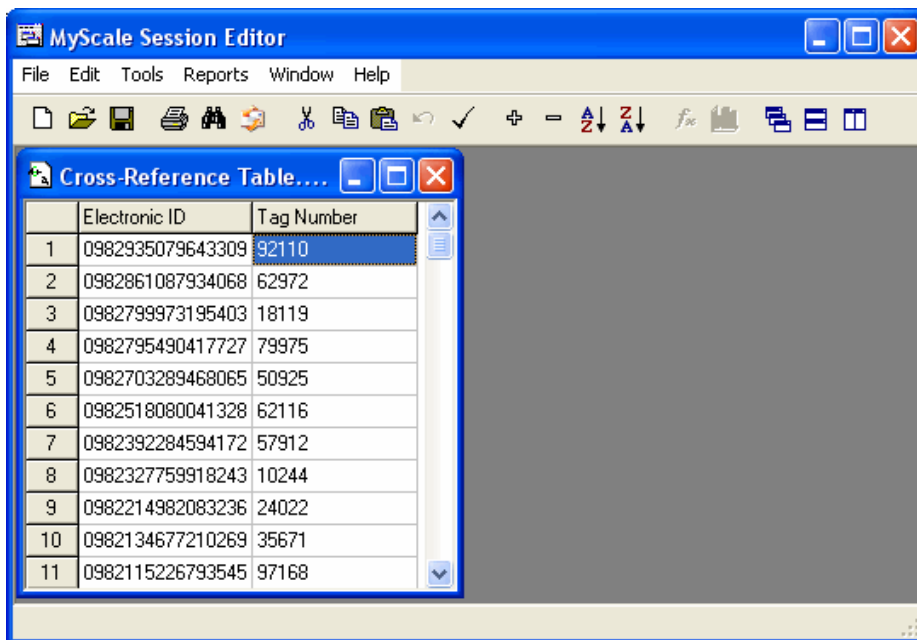 MyScale Session Editor
File Edit Tools Reports Window Help
Cross-Reference Table....
Electronic ID Tag Number
1 0982935079643309 92110
2 0982861087934068 62972
3 0982799973195403 18119
4 0982795490417727 79975
5 0982703289468065 50925
6 0982518080041328 62116
7 0982392284594172 57912
8 0982327759918243 10244
9 0982214982083236 24022
10 0982134677210269 35671
11 0982115226793545 97168